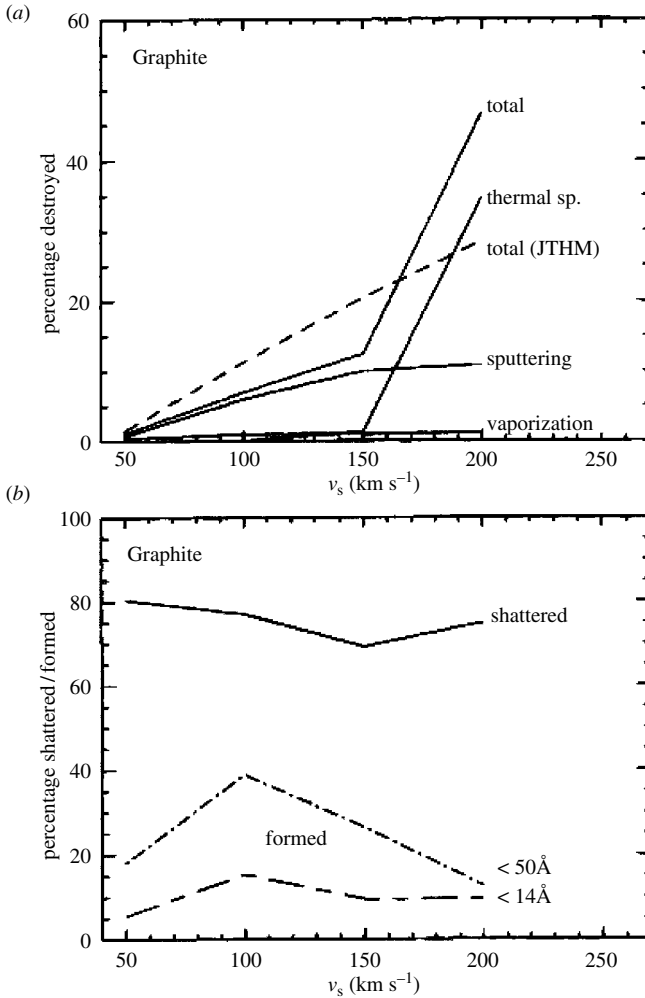 (a)
60
Graphite
total
40
thermal sp.
total (JTHM)
percentage destroyed
20
sputtering
vaporization
0
50 100 150 200 250
v_s (km s⁻¹)
(b)
100
Graphite
80
shattered
60
percentage shattered/formed
40
formed
20
< 50Å
< 14Å
0
50 100 150 200 250
v_s (km s⁻¹)